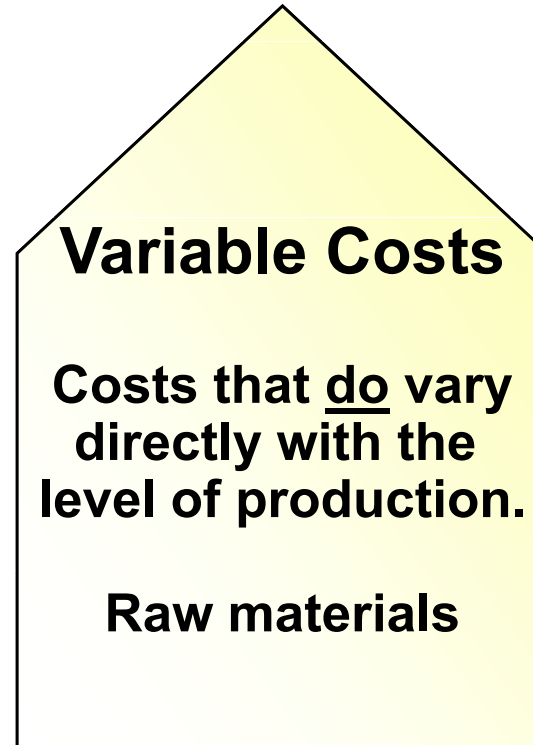 Variable Costs
Costs that do vary
directly with the
level of production.
Raw materials